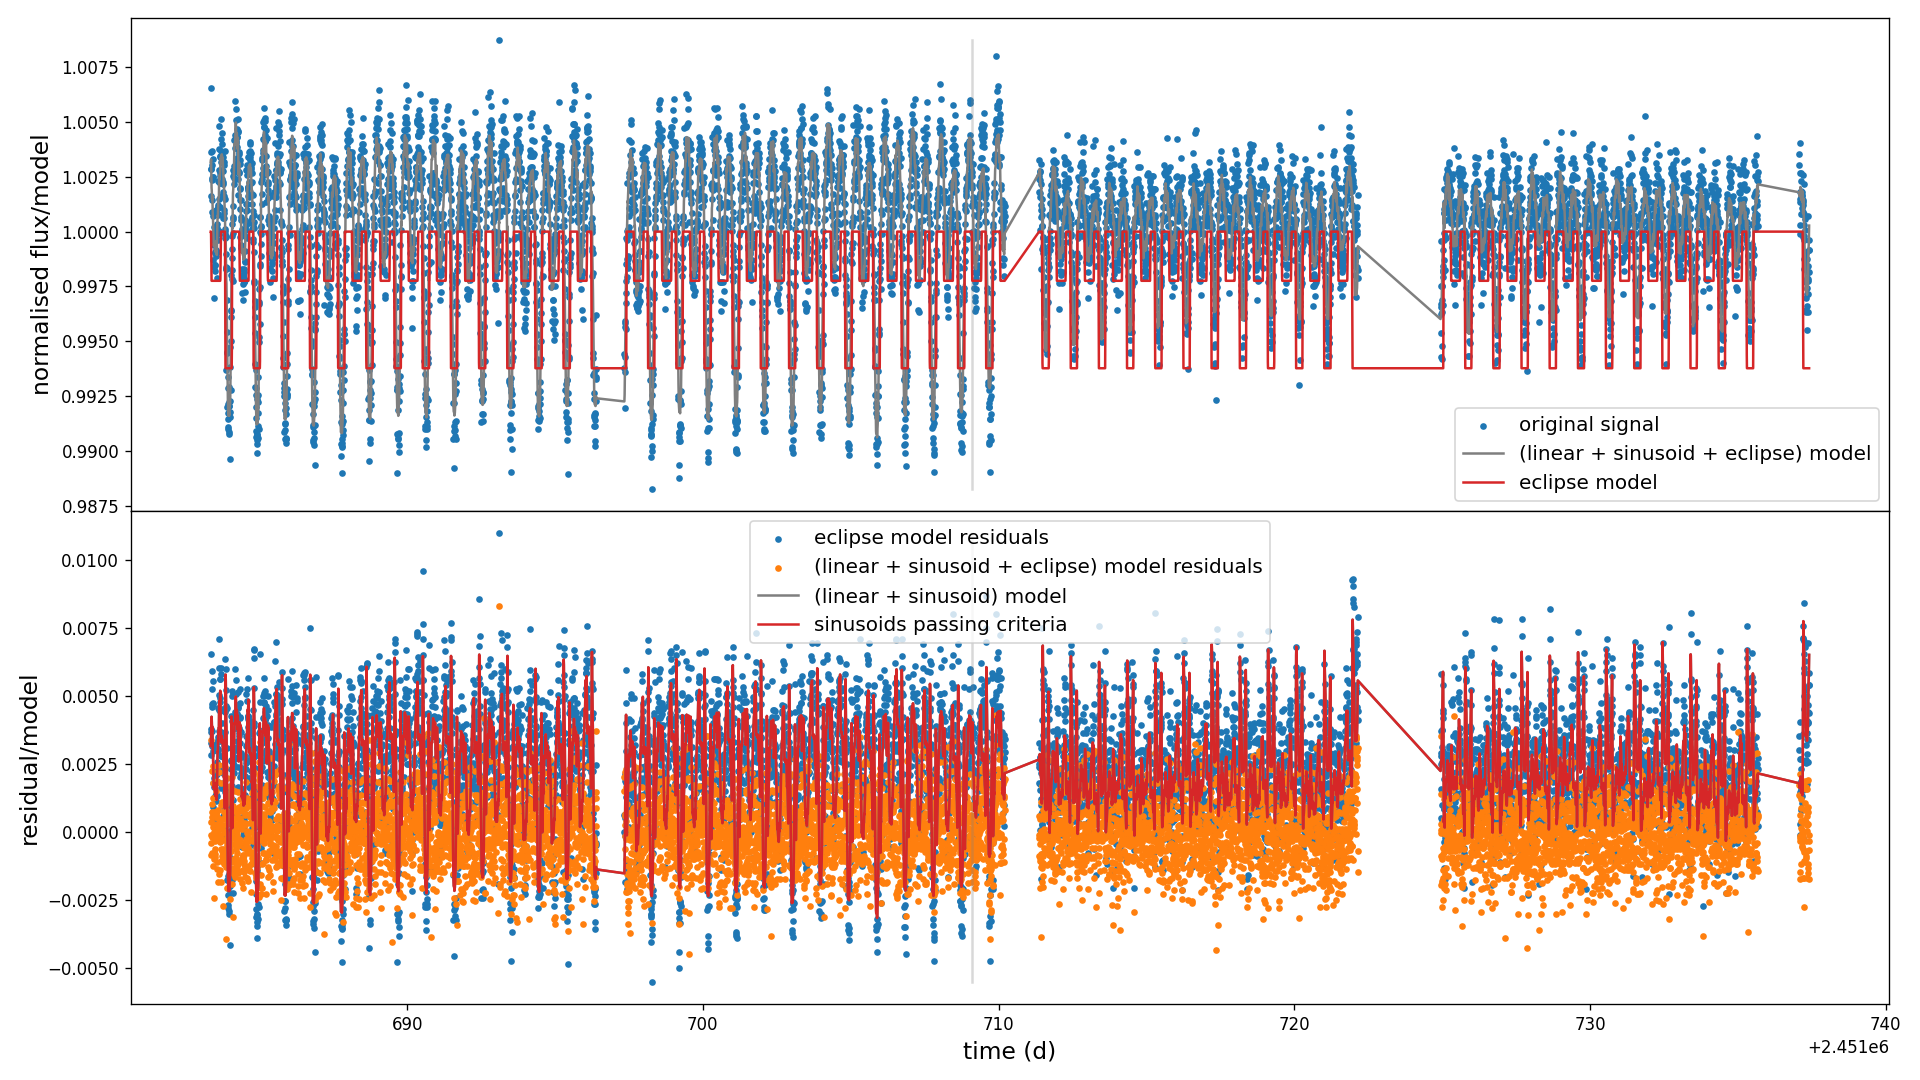 normalised flux/model
1.0075
1.0050
1.0025
1.0000
0.9975
0.9950
0.9925
0.9900
0.9875
original signal
(linear + sinusoid + eclipse) model
eclipse model
residual/model
0.0100
0.0075
0.0050
0.0025
0.0000
−0.0025
−0.0050
eclipse model residuals
(linear + sinusoid + eclipse) model residuals
(linear + sinusoid) model
sinusoids passing criteria
690
700
710
720
730
740
time (d)
+2.451e6